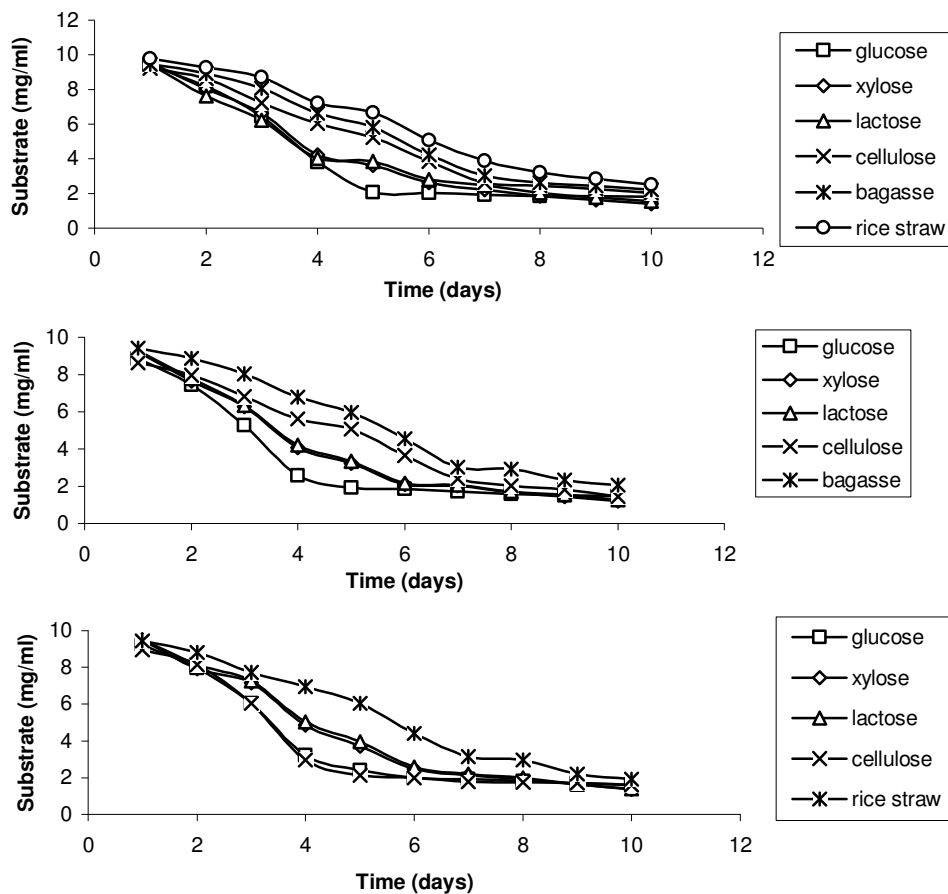 12
10
8
6
4
2
0
Substrate (mg/ml)
0 2 4 6 8 10 12
Time (days)
glucose
xylose
lactose
cellulose
bagasse
rice straw
10
8
6
4
2
0
Substrate (mg/ml)
0 2 4 6 8 10 12
Time (days)
glucose
xylose
lactose
cellulose
bagasse
10
8
6
4
2
0
Substrate (mg/ml)
0 2 4 6 8 10 12
Time (days)
glucose
xylose
lactose
cellulose
rice straw